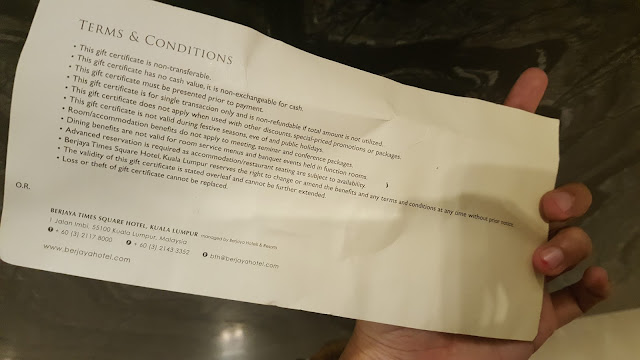 TERMS & CONDITIONS
• This gift certificate is non-transferable.
• This gift certificate has no cash value, it is non-exchangeable for cash.
• This gift certificate must be presented prior to payment.
• This gift certificate is for single transaction only and is non-refundable if total amount is not utilized.
• This gift certificate does not apply when used with other discounts, special-priced promotions or packages.
• This gift certificate is not valid during festive seasons, eve of and public holidays.
• Room/accommodation benefits do not apply to meeting, seminar and conference packages.
• Dining benefits are not valid for room service menus and banquet events held in function rooms.
• Advanced reservation is required as accommodation/restaurant seating are subject to availability.
• Berjaya Times Square Hotel, Kuala Lumpur reserves the right to change or amend the benefits and any terms and conditions at any time without prior notice.
• The validity of this gift certificate is stated overleaf and cannot be further extended.
• Loss or theft of gift certificate cannot be replaced.
O.R.
BERJAYA TIMES SQUARE HOTEL, KUALA LUMPUR managed by Berjaya Hotels & Resorts
1, Jalan Imbi, 55100 Kuala Lumpur, Malaysia
+ 60 (3) 2117 8000 + 60 (3) 2143 3352 bth@berjayahotel.com
www.berjayahotel.com